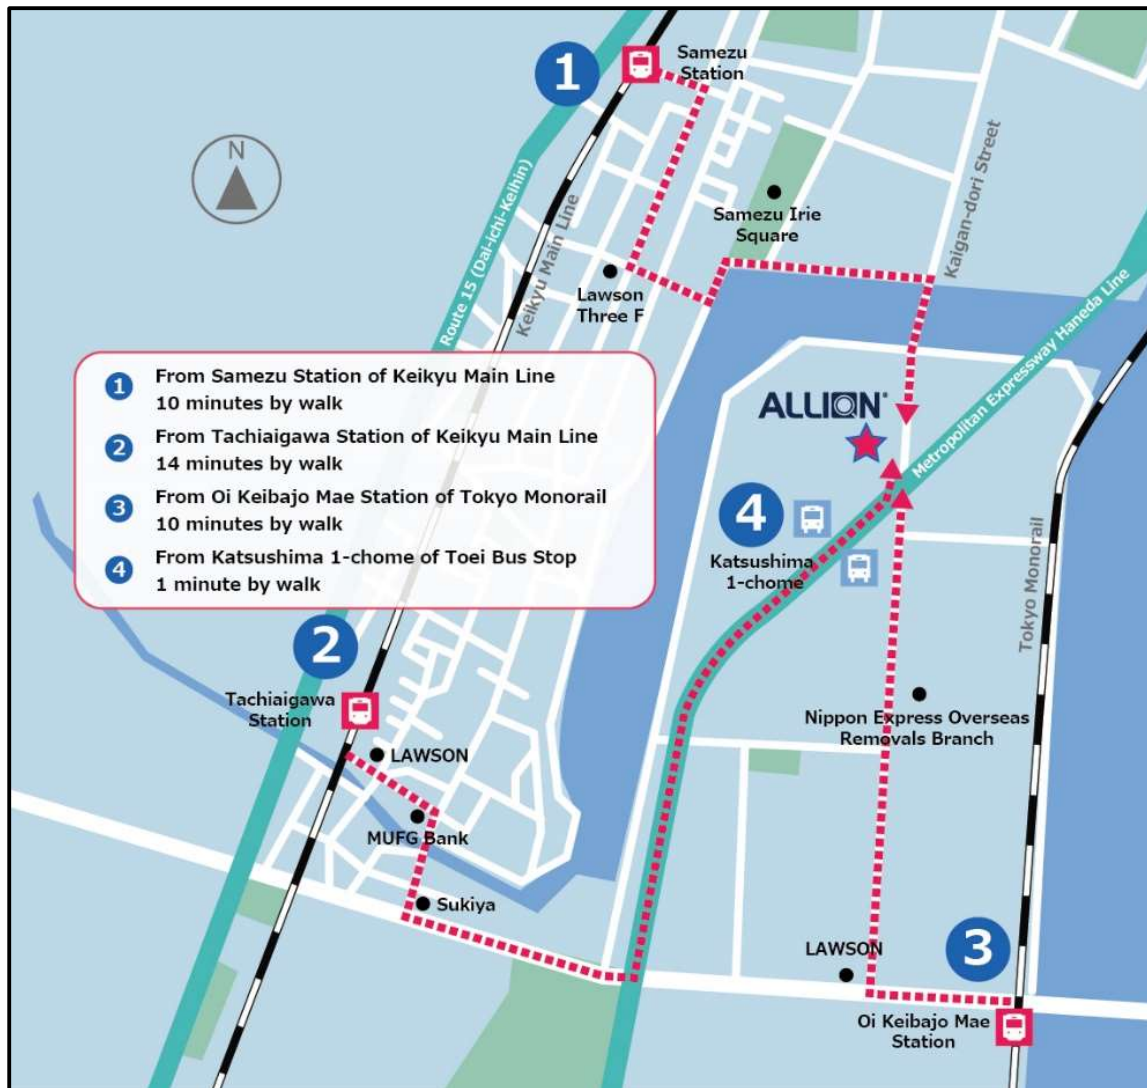 1
Samezu
Station
N
Route 15 (Dai-ichi-Keihin)
Keikyu Main Line
Kaigan-dori Street
Samezu Irie
Square
Lawson
Three F
Metropolitan Expressway Haneda Line
1 From Samezu Station of Keikyu Main Line
10 minutes by walk
2 From Tachiaigawa Station of Keikyu Main Line
14 minutes by walk
3 From Oi Keibajo Mae Station of Tokyo Monorail
10 minutes by walk
4 From Katsushima 1-chome of Toei Bus Stop
1 minute by walk
ALLION®
4
Katsushima
1-chome
Tokyo Monorail
2
Tachiaigawa
Station
LAWSON
MUFG Bank
Sukiya
Nippon Express Overseas
Removals Branch
LAWSON
3
Oi Keibajo Mae
Station